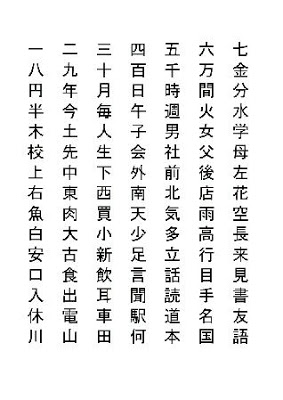 一 二 三 四 五 六 七
八 九 十 百 千 万 金
円 年 月 日 時 間 分
半 今 毎 午 週 火 水
木 土 人 子 男 女 学
校 先 生 会 社 父 母
上 中 下 外 前 後 左
右 東 西 南 北 店 花
魚 肉 買 天 気 雨 空
白 大 小 少 多 高 長
安 古 新 足 立 行 来
口 食 飲 言 話 目 見
入 出 耳 聞 読 手 書
休 電 車 駅 道 名 友
川 山 田 何 本 国 語